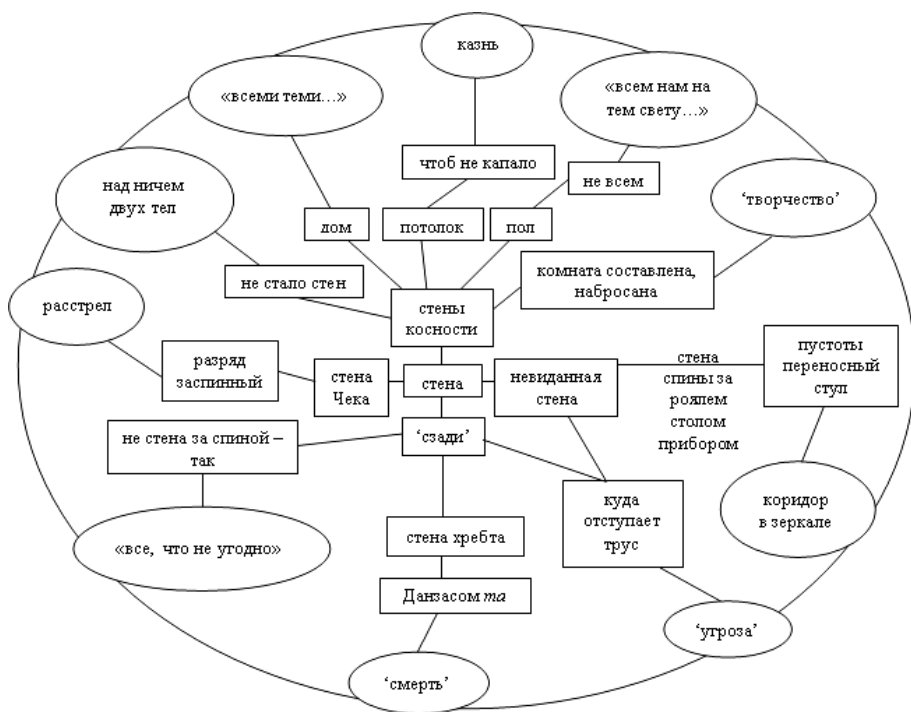 казнь
«всеми теми…»
«всем нам на
тем свету…»
чтоб не капало
не всем
над ничем
двух тел
'творчество'
дом
потолок
пол
не стало стен
комната составлена,
набросана
расстрел
стены
косности
разряд
заспинный
стена
Чека
стена
невиданная
стена
стена
спины за
роялем
столом
прибором
пустоты
переносный
стул
не стена за спиной –
так
'сзади'
куда
отступает
трус
коридор
в зеркале
«все, что не угодно»
стена хребта
Данзасом та
'угроза'
'смерть'